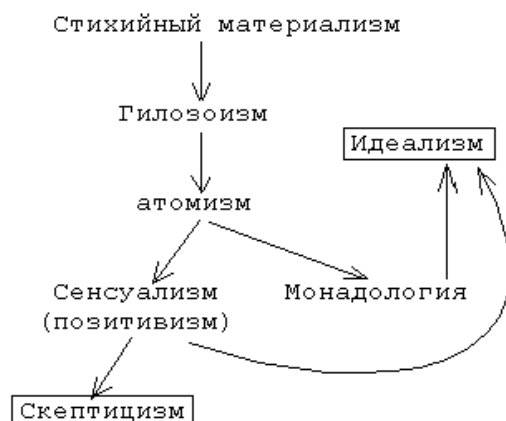 Стихийный материализм
Гилозоизм
Идеализм
атомизм
Сенсуализм
(позитивизм)
Монадология
Скептицизм